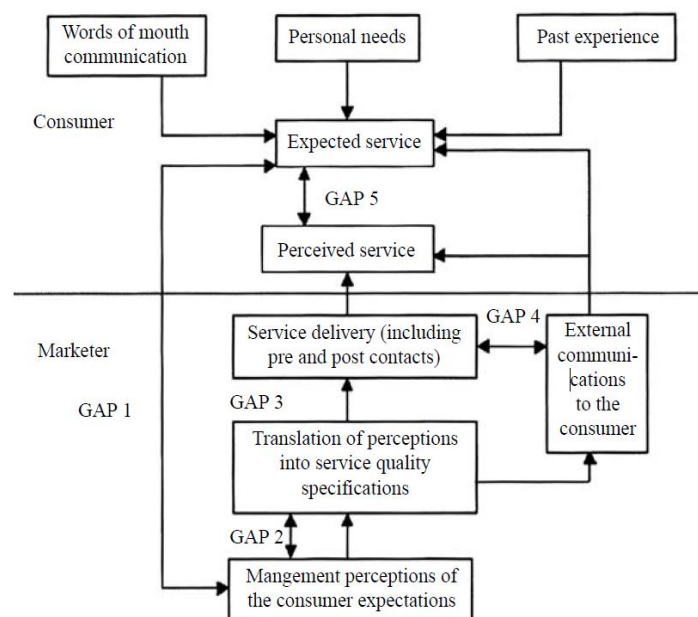 Words of mouth
communication
Personal needs
Past experience
Consumer
Expected service
GAP 5
Perceived service
Marketer
Service delivery (including
pre and post contacts)
GAP 4
External
communi-
cations
to the
consumer
GAP 1
GAP 3
Translation of perceptions
into service quality
specifications
GAP 2
Mangement perceptions of
the consumer expectations